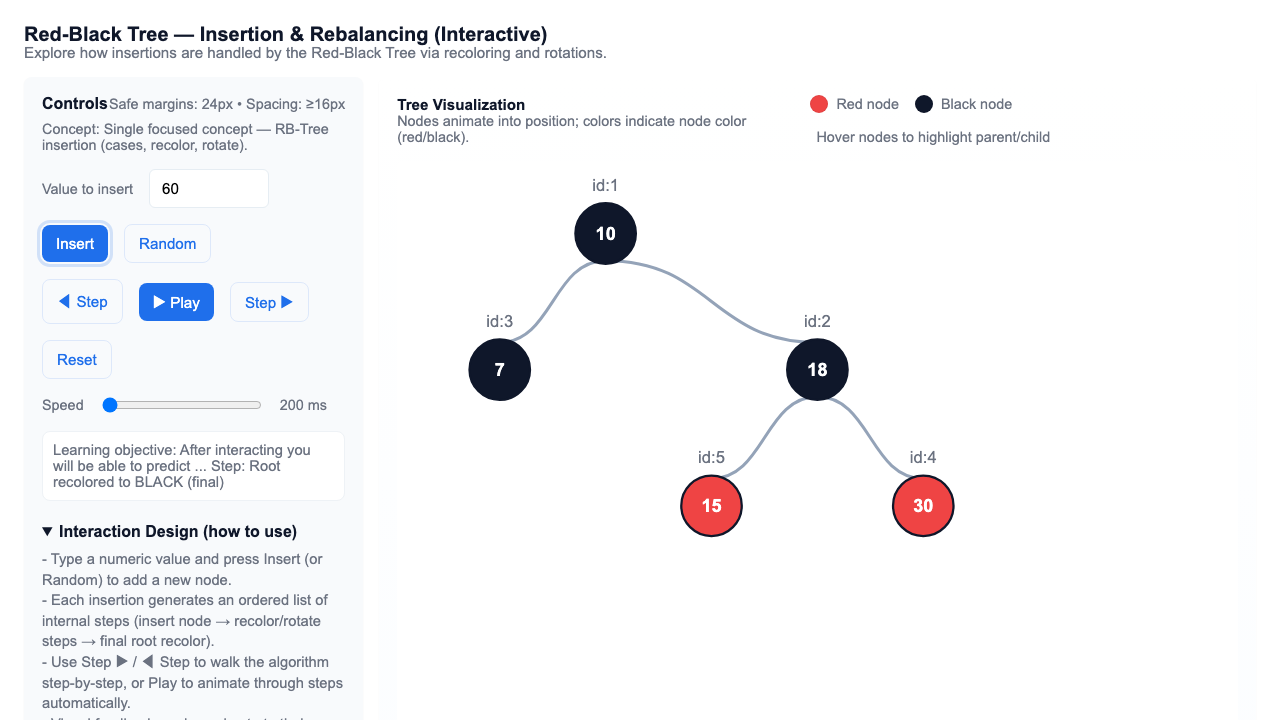 Red-Black Tree — Insertion & Rebalancing (Interactive)
Explore how insertions are handled by the Red-Black Tree via recoloring and rotations.
Controls Safe margins: 24px • Spacing: ≥16px
Concept: Single focused concept — RB-Tree
insertion (cases, recolor, rotate).
Value to insert 60
Insert Random
◀ Step ▶ Play Step ▶
Reset
Speed 200 ms
Learning objective: After interacting you
will be able to predict ... Step: Root
recolored to BLACK (final)
▼ Interaction Design (how to use)
- Type a numeric value and press Insert (or
Random) to add a new node.
- Each insertion generates an ordered list of
internal steps (insert node → recolor/rotate
steps → final root recolor).
- Use Step ▶ / ◀ Step to walk the algorithm
step-by-step, or Play to animate through steps
automatically.
Tree Visualization
Nodes animate into position; colors indicate node color
(red/black).
Red node Black node
Hover nodes to highlight parent/child
id:1
10
id:3 id:2
7 18
id:5 id:4
15 30